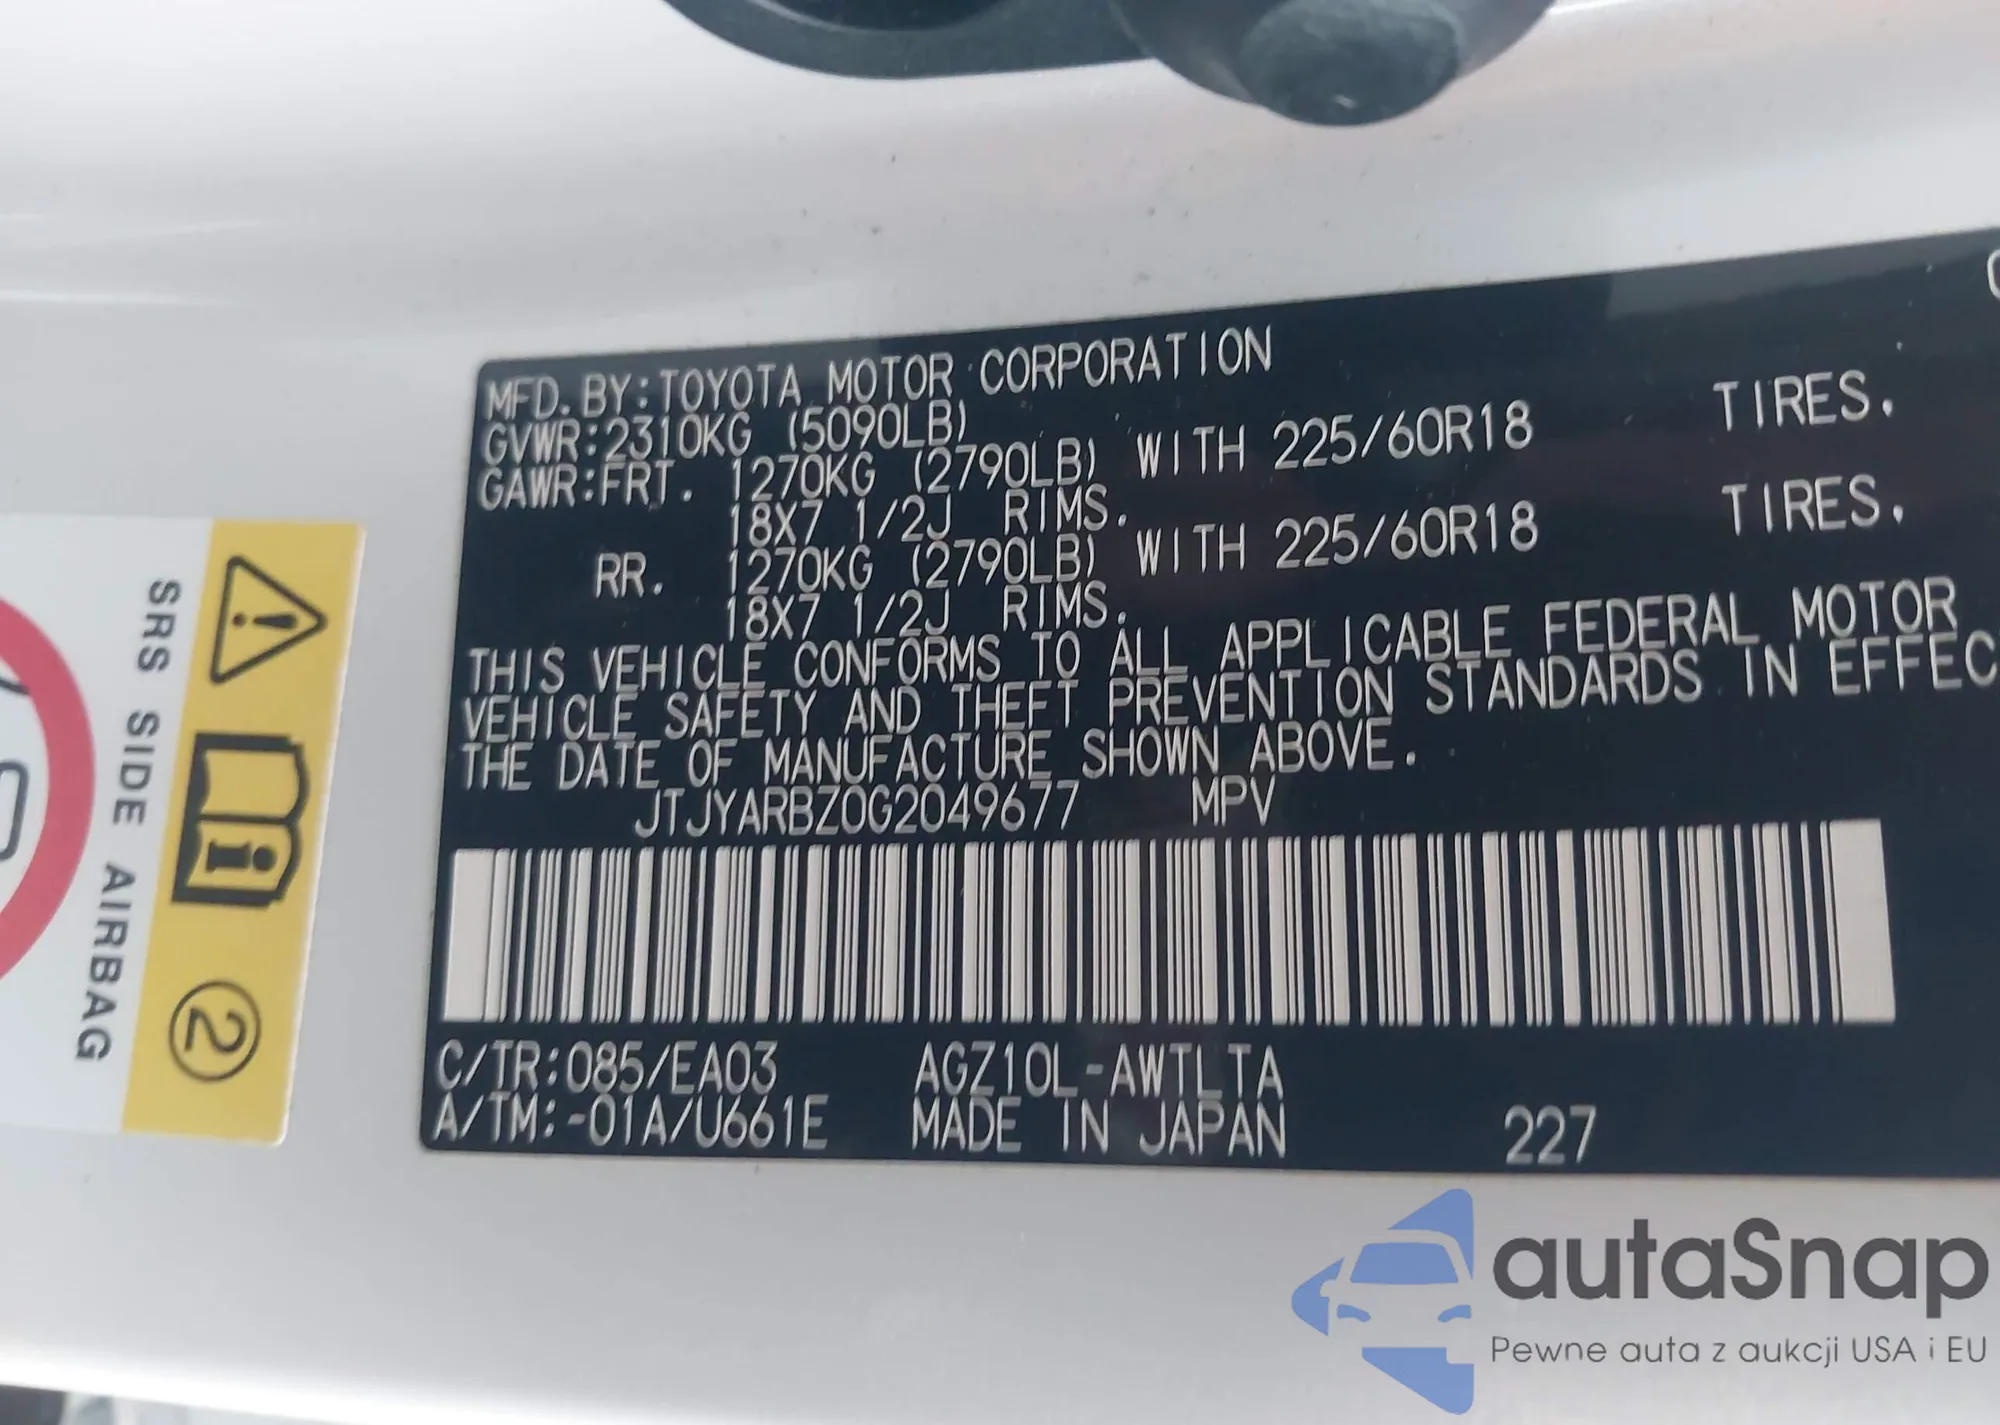 MFD. BY: TOYOTA MOTOR CORPORATION
GVWR: 2310KG (5090LB)
GAWR: FRT. 1270KG (2790LB) WITH 225/60R18 TIRES,
18X7 1/2J RIMS.
RR. 1270KG (2790LB) WITH 225/60R18 TIRES,
18X7 1/2J RIMS.
THIS VEHICLE CONFORMS TO ALL APPLICABLE FEDERAL MOTOR
VEHICLE SAFETY AND THEFT PREVENTION STANDARDS IN EFFEC
THE DATE OF MANUFACTURE SHOWN ABOVE.
JTJYARBZ0G2049677 MPV
C/TR: 085/EA03 AGZ10L-AWTLTA
A/TM: -01A/U661E MADE IN JAPAN 227
SRS SIDE AIRBAG
2
autaSnap
Pewne auta z aukcji USA i EU